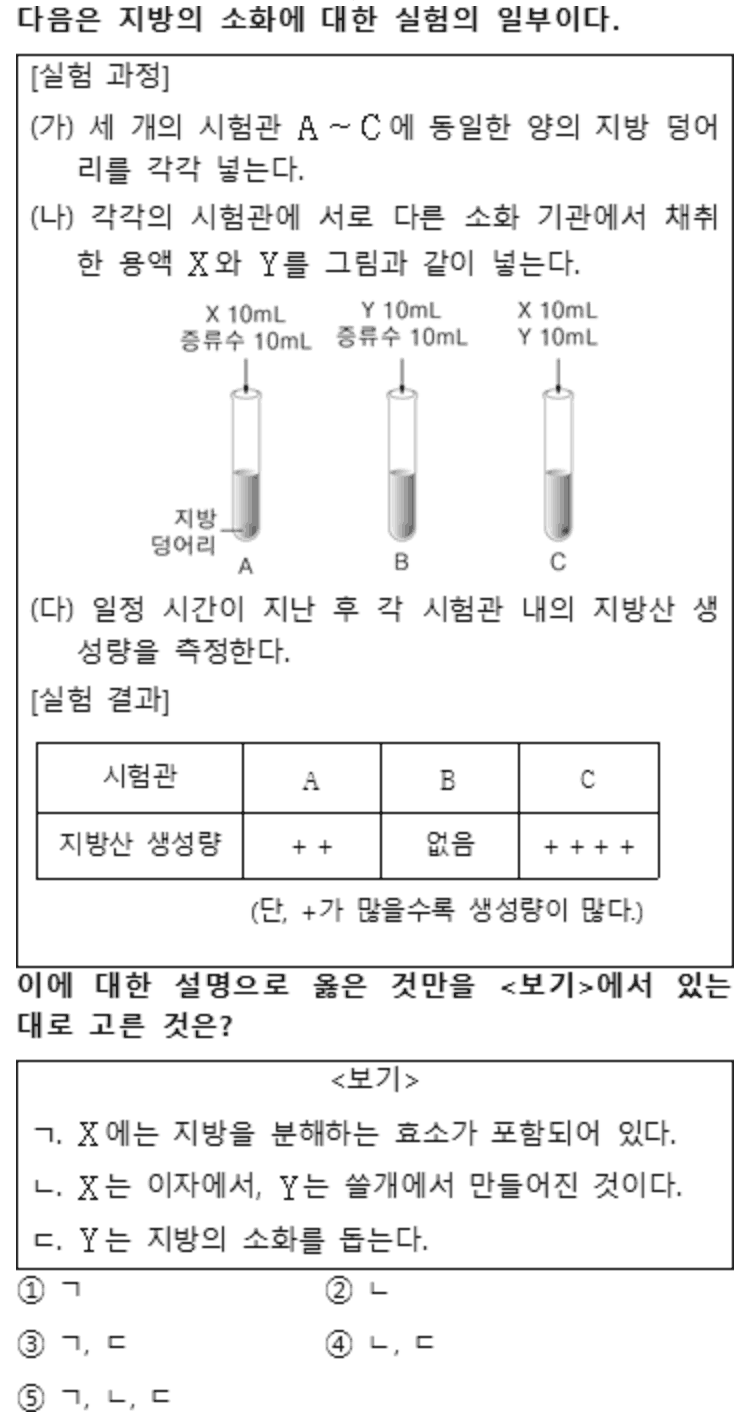 다음은 지방의 소화에 대한 실험의 일부이다.
[실험 과정]
(가) 세 개의 시험관 A ~ C에 동일한 양의 지방 덩어
리를 각각 넣는다.
(나) 각각의 시험관에 서로 다른 소화 기관에서 채취
한 용액 X와 Y를 그림과 같이 넣는다.
X 10mL Y 10mL X 10mL
증류수 10mL 증류수 10mL Y 10mL
지방
덩어리
A B C
(다) 일정 시간이 지난 후 각 시험관 내의 지방산 생
성량을 측정한다.
[실험 결과]
시험관 A B C
지방산 생성량 + + 없음 + + + +
(단, +가 많을수록 생성량이 많다.)
이에 대한 설명으로 옳은 것만을 <보기>에서 있는
대로 고른 것은?
<보기>
ㄱ. X에는 지방을 분해하는 효소가 포함되어 있다.
ㄴ. X는 이자에서, Y는 쓸개에서 만들어진 것이다.
ㄷ. Y는 지방의 소화를 돕는다.
① ㄱ ② ㄴ
③ ㄱ, ㄷ ④ ㄴ, ㄷ
⑤ ㄱ, ㄴ, ㄷ